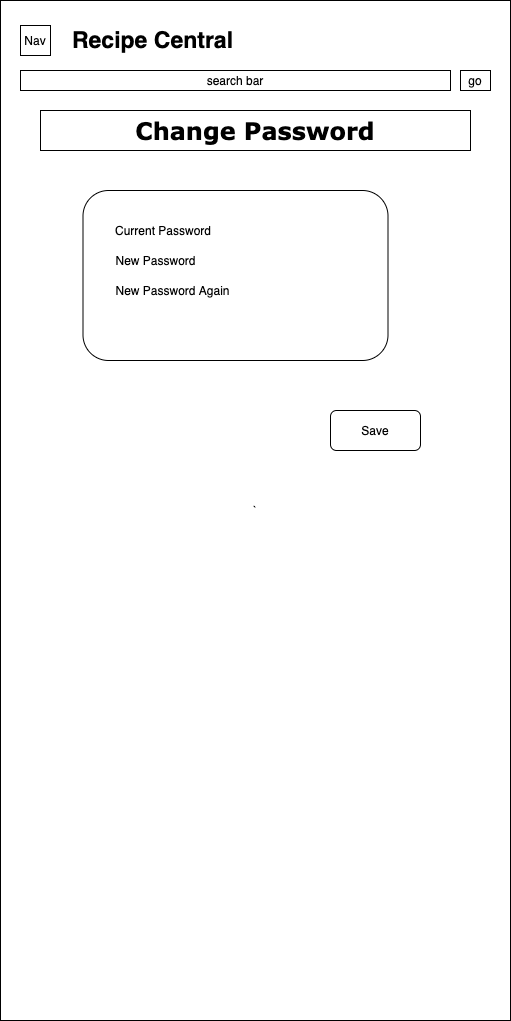 Nav
Recipe Central
search bar
go
Change Password
Current Password
New Password
New Password Again
Save
`